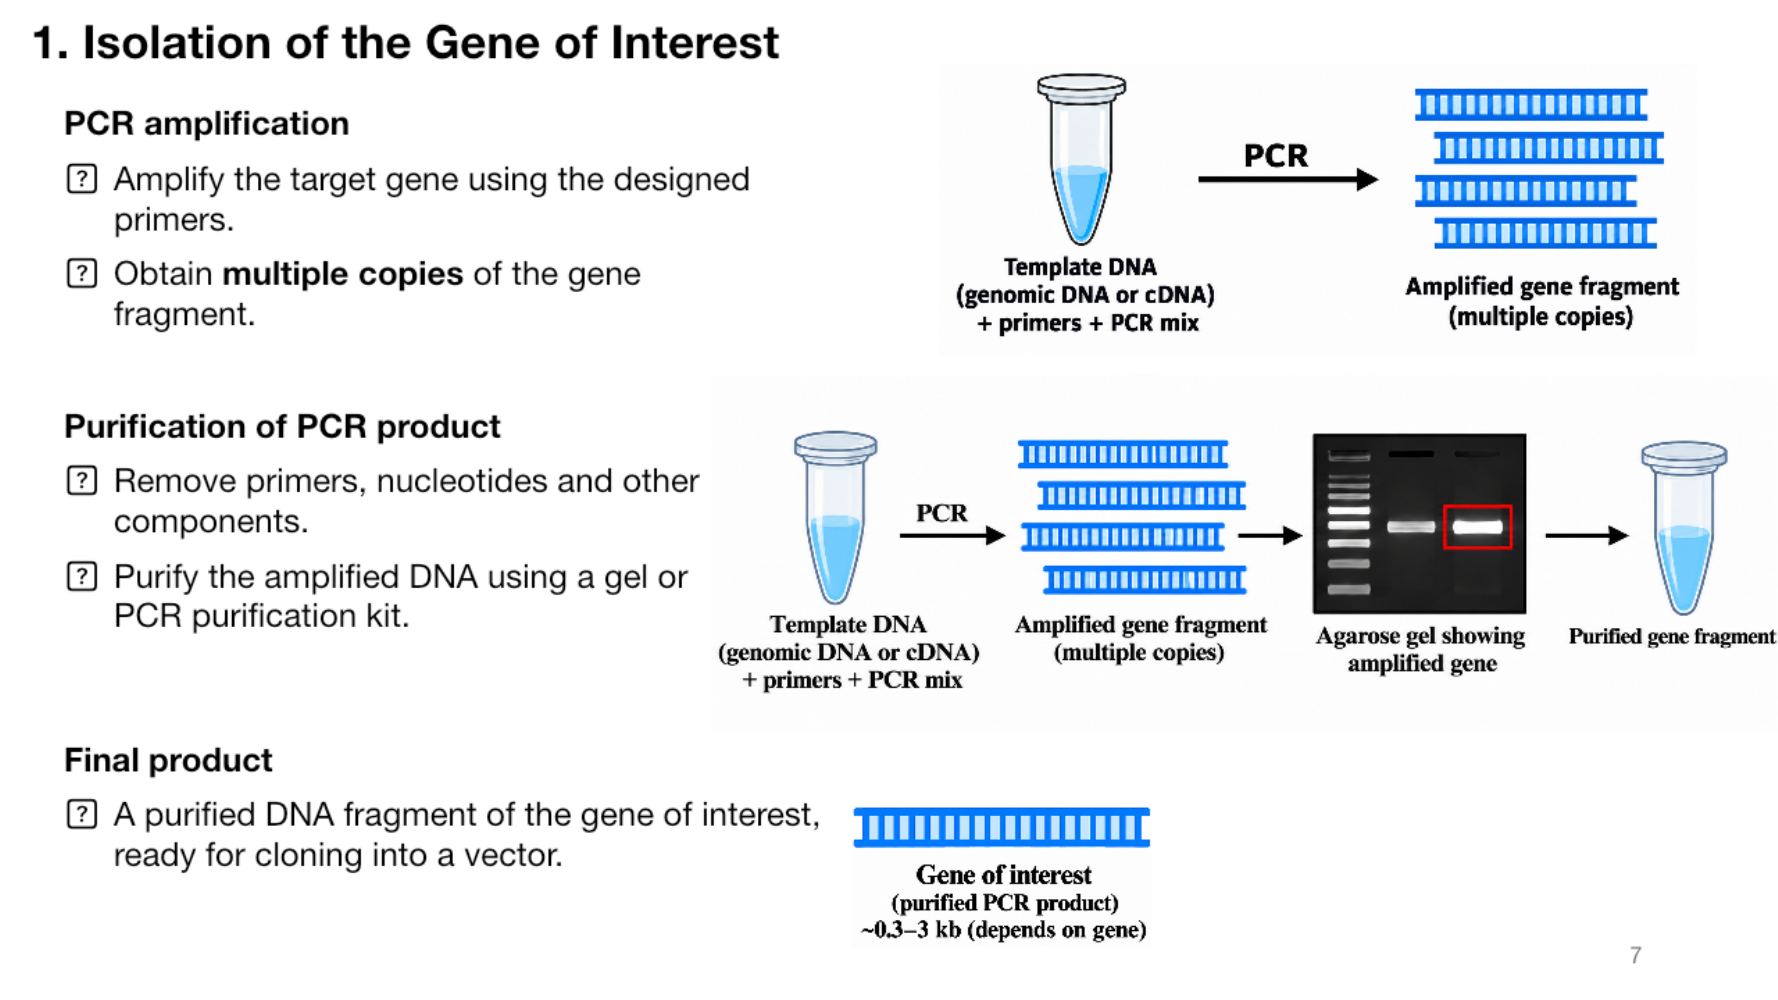 1. Isolation of the Gene of Interest
PCR amplification
Amplify the target gene using the designed
primers.
Obtain multiple copies of the gene
fragment.
PCR
Template DNA
(genomic DNA or cDNA)
+ primers + PCR mix
Amplified gene fragment
(multiple copies)
Purification of PCR product
Remove primers, nucleotides and other
components.
Purify the amplified DNA using a gel or
PCR purification kit.
PCR
Template DNA
(genomic DNA or cDNA)
+ primers + PCR mix
Amplified gene fragment
(multiple copies)
Agarose gel showing
amplified gene
Purified gene fragment
Final product
A purified DNA fragment of the gene of interest,
ready for cloning into a vector.
Gene of interest
(purified PCR product)
~0.3–3 kb (depends on gene)
7